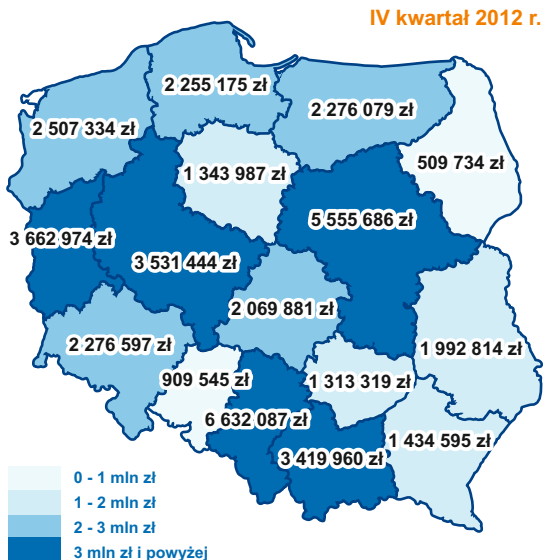 IV kwartał 2012 r.
2 255 175 zł
2 276 079 zł
2 507 334 zł
1 343 987 zł
509 734 zł
5 555 686 zł
3 662 974 zł
3 531 444 zł
2 069 881 zł
2 276 597 zł
1 992 814 zł
909 545 zł
1 313 319 zł
6 632 087 zł
1 434 595 zł
3 419 960 zł
0 - 1 mln zł
1 - 2 mln zł
2 - 3 mln zł
3 mln zł i powyżej